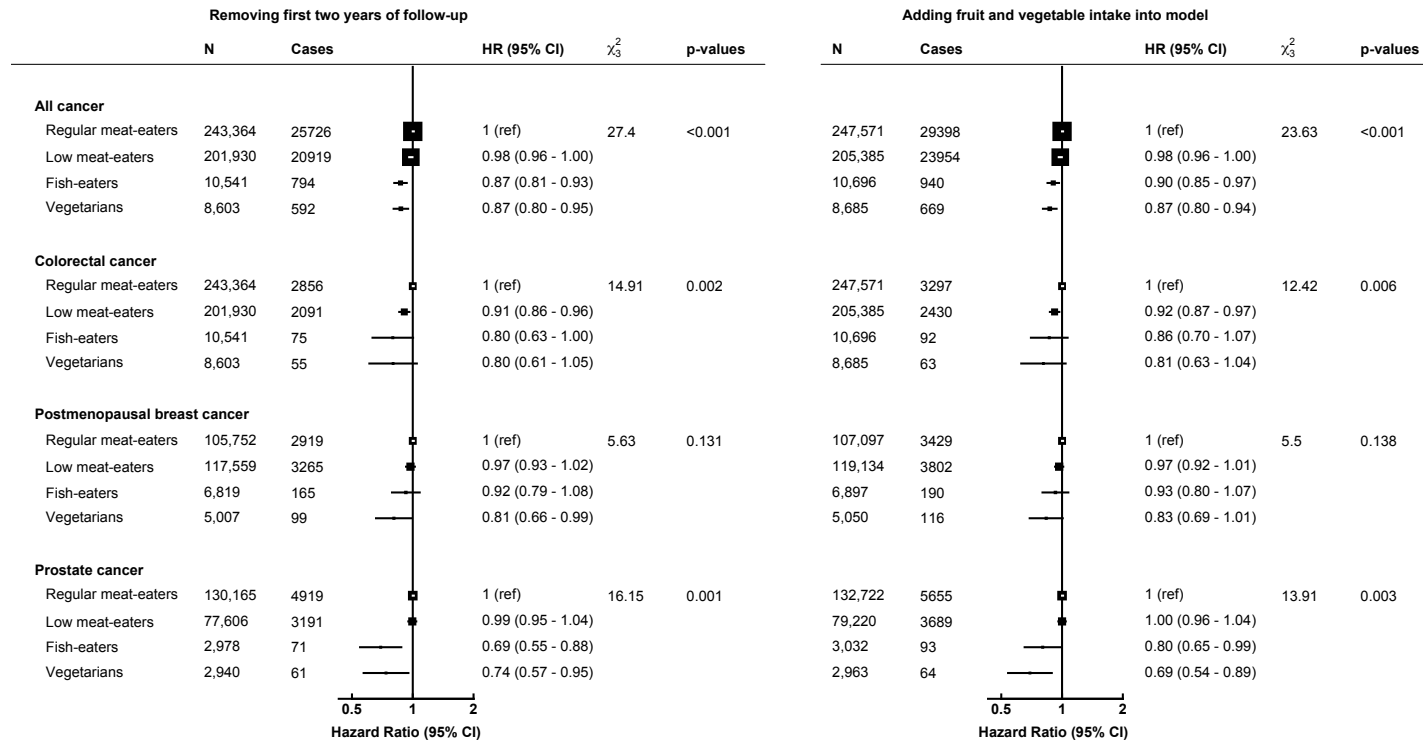 Removing first two years of follow-up Adding fruit and vegetable intake into model
N Cases HR (95% CI) χ₃² p-values N Cases HR (95% CI) χ₃² p-values
All cancer
Regular meat-eaters 243,364 25726 1 (ref) 27.4 <0.001 247,571 29398 1 (ref) 23.63 <0.001
Low meat-eaters 201,930 20919 0.98 (0.96 - 1.00) 205,385 23954 0.98 (0.96 - 1.00)
Fish-eaters 10,541 794 0.87 (0.81 - 0.93) 10,696 940 0.90 (0.85 - 0.97)
Vegetarians 8,603 592 0.87 (0.80 - 0.95) 8,685 669 0.87 (0.80 - 0.94)
Colorectal cancer
Regular meat-eaters 243,364 2856 1 (ref) 14.91 0.002 247,571 3297 1 (ref) 12.42 0.006
Low meat-eaters 201,930 2091 0.91 (0.86 - 0.96) 205,385 2430 0.92 (0.87 - 0.97)
Fish-eaters 10,541 75 0.80 (0.63 - 1.00) 10,696 92 0.86 (0.70 - 1.07)
Vegetarians 8,603 55 0.80 (0.61 - 1.05) 8,685 63 0.81 (0.63 - 1.04)
Postmenopausal breast cancer
Regular meat-eaters 105,752 2919 1 (ref) 5.63 0.131 107,097 3429 1 (ref) 5.5 0.138
Low meat-eaters 117,559 3265 0.97 (0.93 - 1.02) 119,134 3802 0.97 (0.92 - 1.01)
Fish-eaters 6,819 165 0.92 (0.79 - 1.08) 6,897 190 0.93 (0.80 - 1.07)
Vegetarians 5,007 99 0.81 (0.66 - 0.99) 5,050 116 0.83 (0.69 - 1.01)
Prostate cancer
Regular meat-eaters 130,165 4919 1 (ref) 16.15 0.001 132,722 5655 1 (ref) 13.91 0.003
Low meat-eaters 77,606 3191 0.99 (0.95 - 1.04) 79,220 3689 1.00 (0.96 - 1.04)
Fish-eaters 2,978 71 0.69 (0.55 - 0.88) 3,032 93 0.80 (0.65 - 0.99)
Vegetarians 2,940 61 0.74 (0.57 - 0.95) 2,963 64 0.69 (0.54 - 0.89)
0.5 1 2 0.5 1 2
Hazard Ratio (95% CI) Hazard Ratio (95% CI)